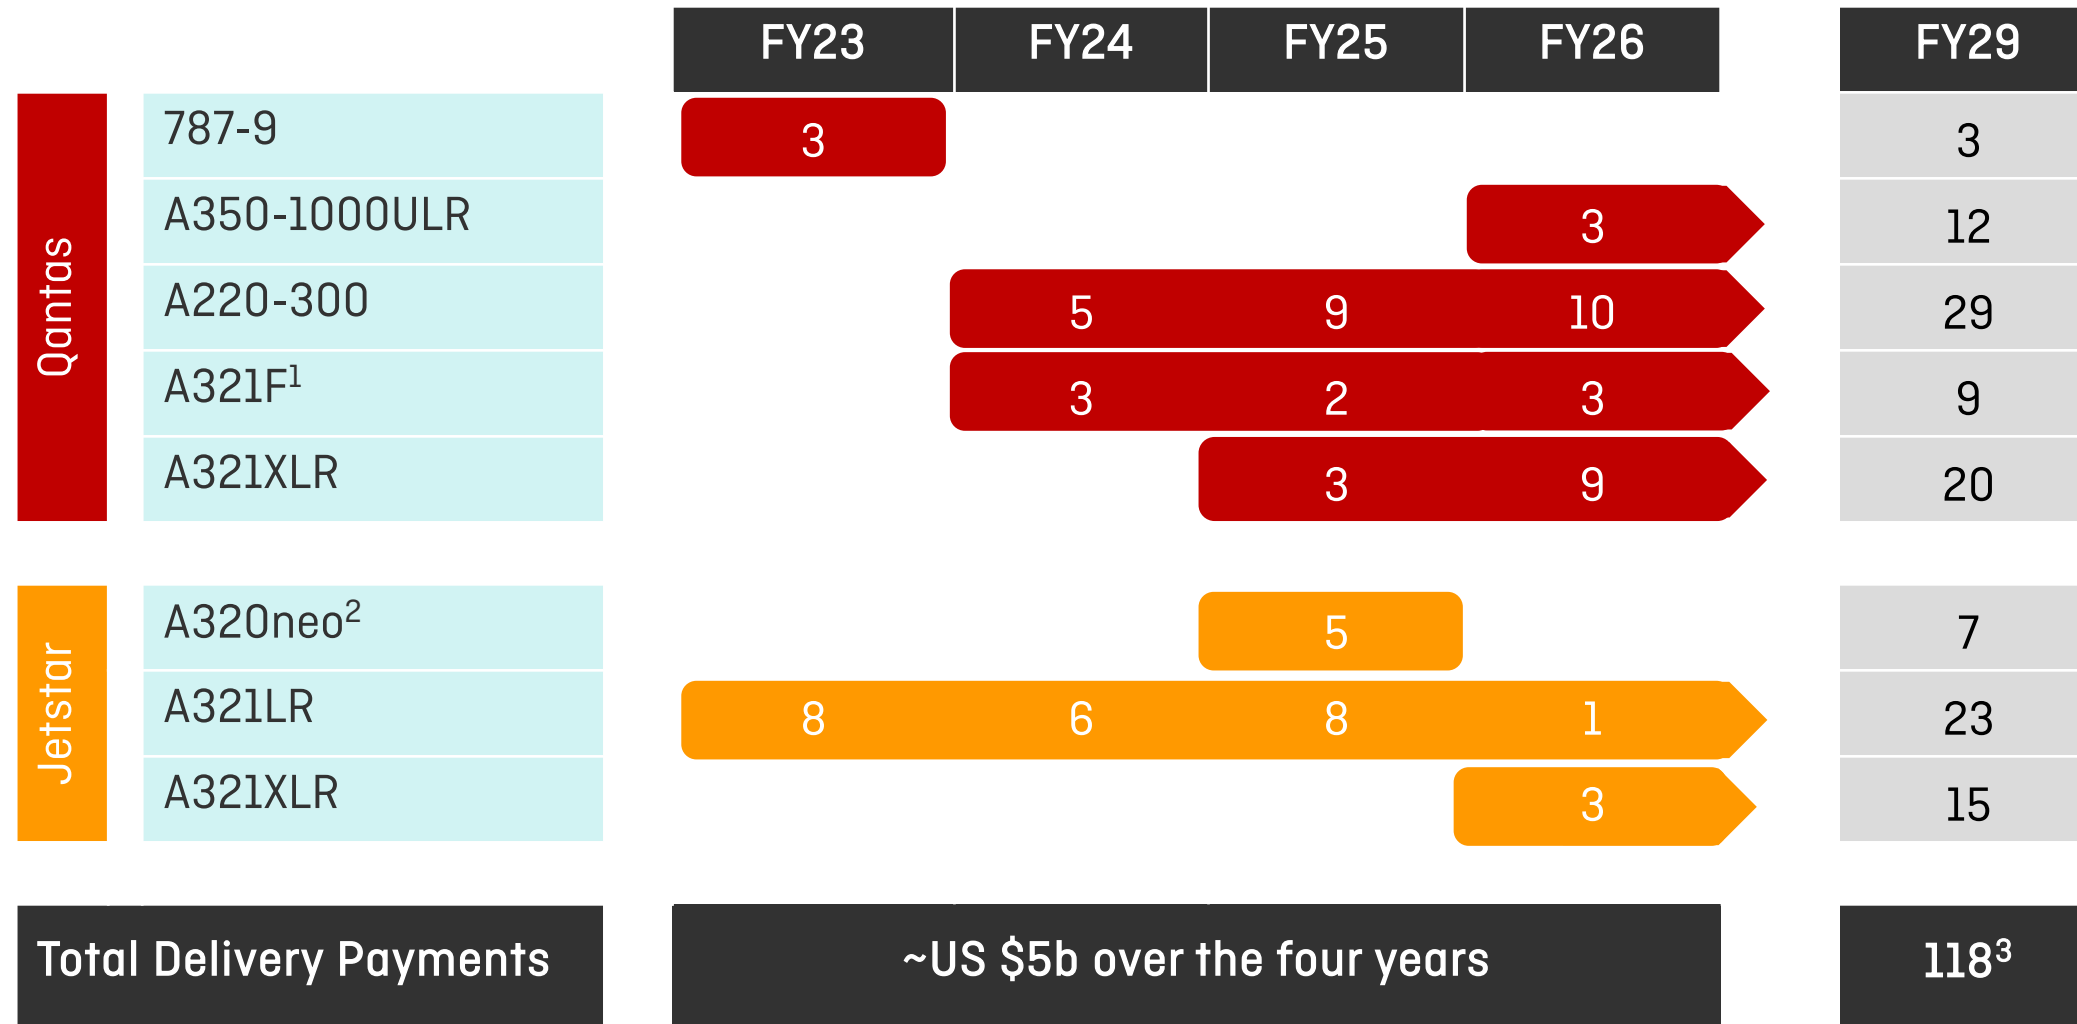 FY23 FY24 FY25 FY26 FY29
Qantas
787-9 3 3
A350-1000ULR 3 12
A220-300 5 9 10 29
A321F¹ 3 2 3 9
A321XLR 3 9 20
Jetstar
A320neo² 5 7
A321LR 8 6 8 1 23
A321XLR 3 15
Total Delivery Payments ~US $5b over the four years 118³